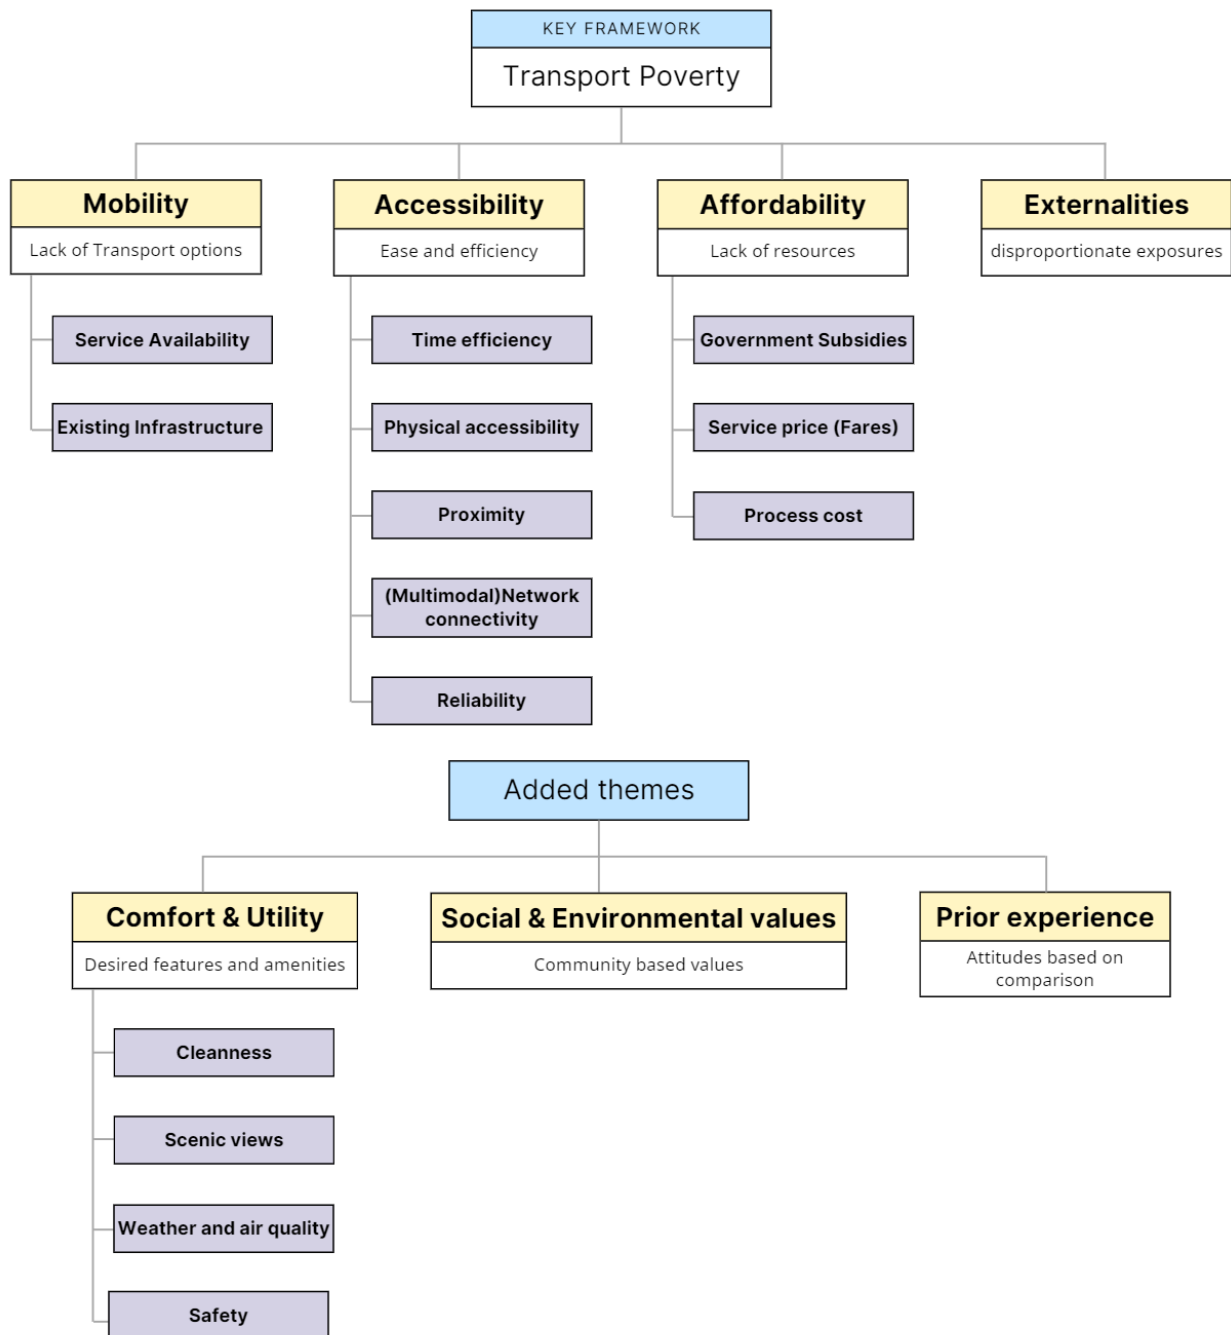 KEY FRAMEWORK
Transport Poverty
Mobility
Lack of Transport options
Service Availability
Existing Infrastructure
Accessibility
Ease and efficiency
Time efficiency
Physical accessibility
Proximity
(Multimodal)Network
connectivity
Reliability
Affordability
Lack of resources
Government Subsidies
Service price (Fares)
Process cost
Externalities
disproportionate exposures
Added themes
Comfort & Utility
Desired features and amenities
Cleanness
Scenic views
Weather and air quality
Safety
Social & Environmental values
Community based values
Prior experience
Attitudes based on
comparison